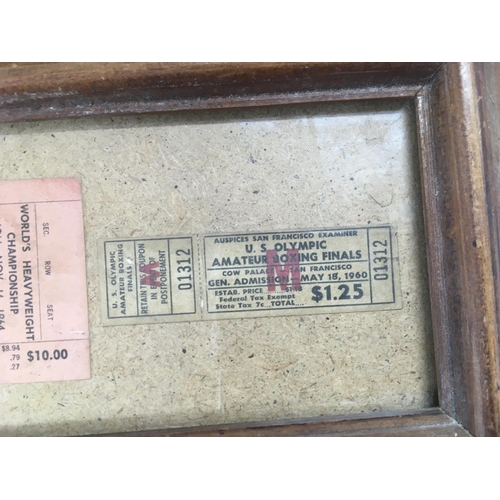 SEC. ROW SEAT
WORLD'S HEAVYWEIGHT
CHAMPIONSHIP
1964
$8.94
.79
.27
$10.00
U. S. OLYMPIC
AMATEUR BOXING
FINALS
RETAIN THIS COUPON
IN EVENT OF
POSTPONEMENT
01312
AUSPICES SAN FRANCISCO EXAMINER
U. S. OLYMPIC
AMATEUR BOXING FINALS
COW PALACE SAN FRANCISCO
GEN. ADMISSION MAY 18, 1960
ESTAB. PRICE $1.18
Federal Tax Exempt
State Tax 7c TOTAL....
$1.25
01312